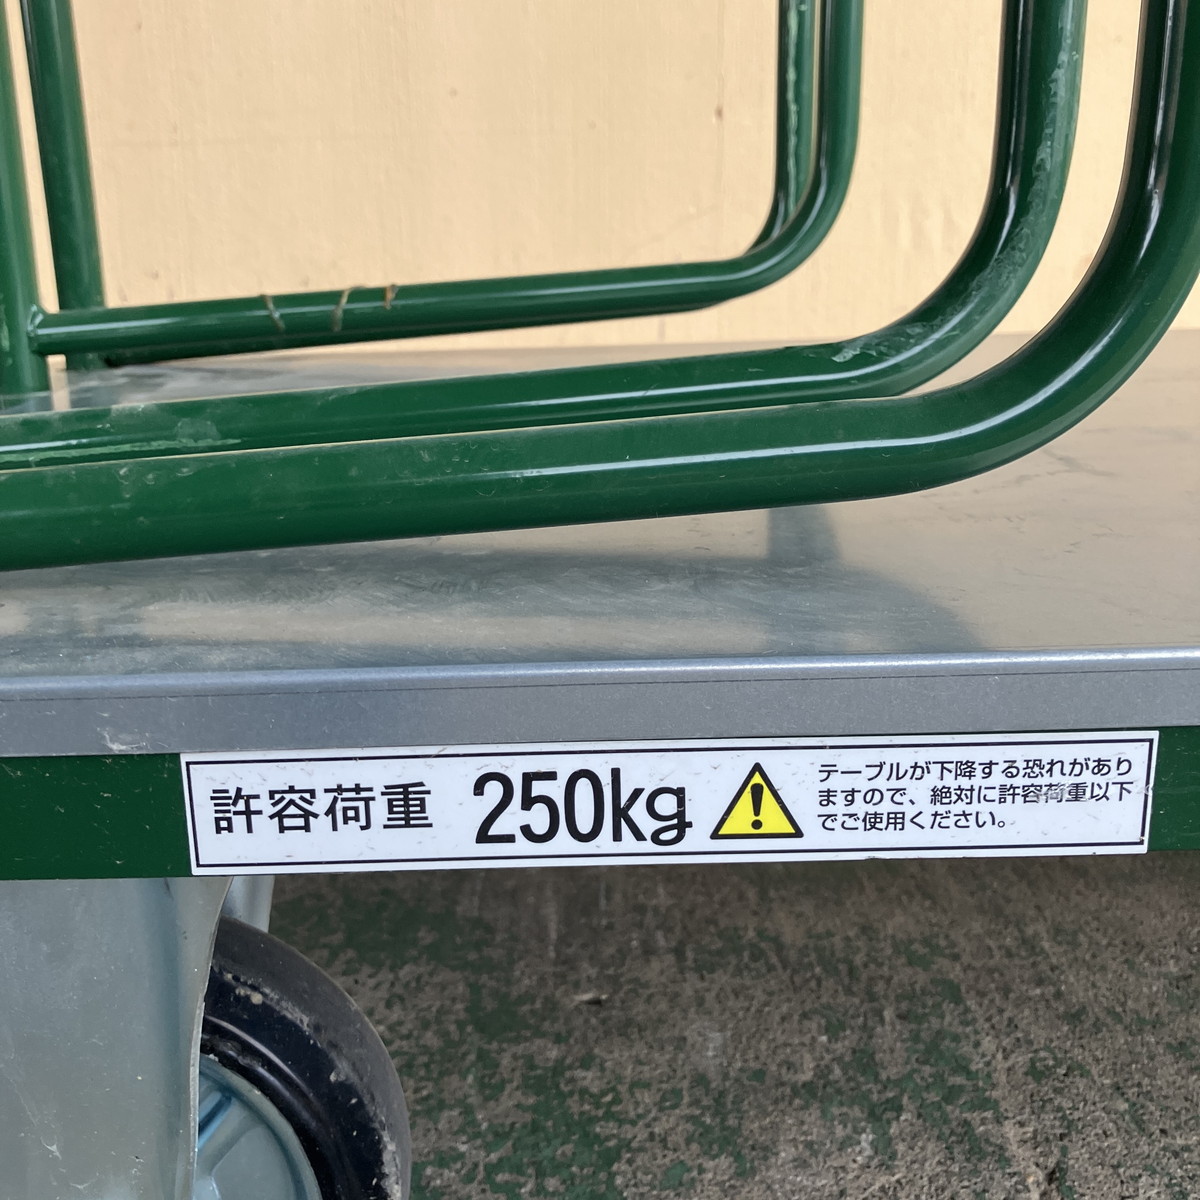 許容荷重 250kg
テーブルが下降する恐れがあり
ますので、絶対に許容荷重以下
でご使用ください。